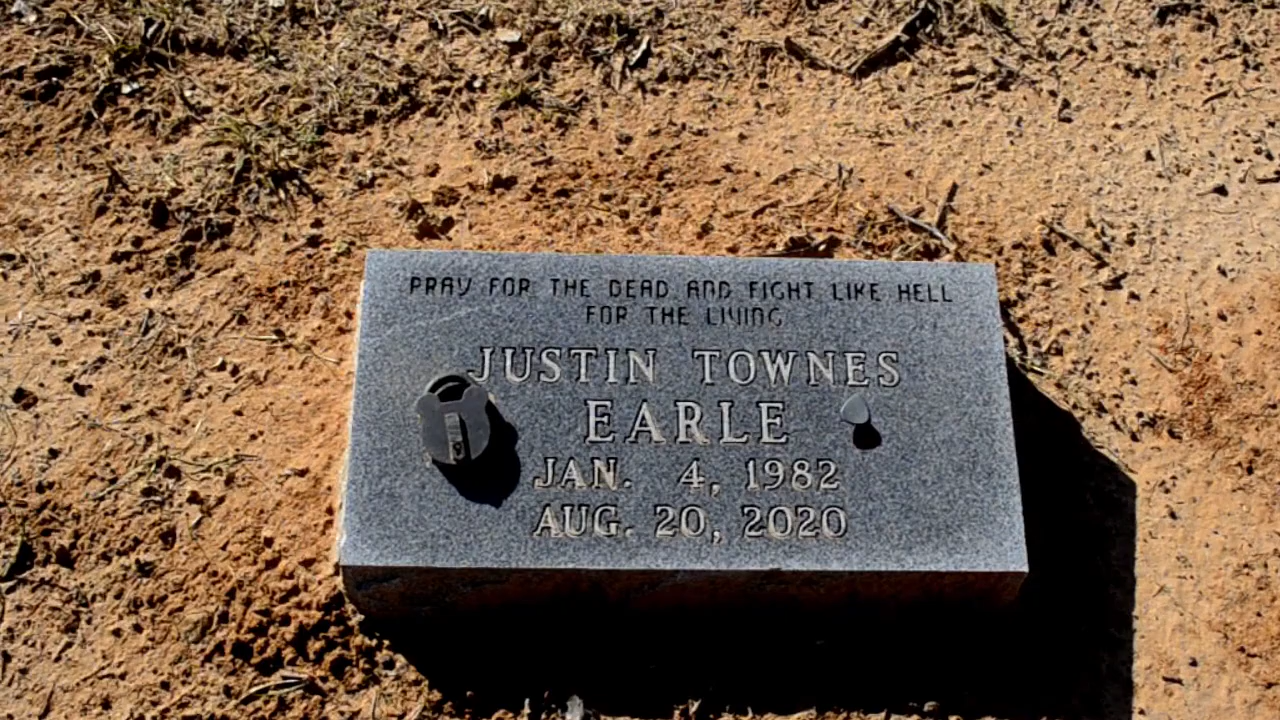 PRAY FOR THE DEAD AND FIGHT LIKE HELL
FOR THE LIVING
JUSTIN TOWNES
EARLE
JAN. 4, 1982
AUG. 20, 2020